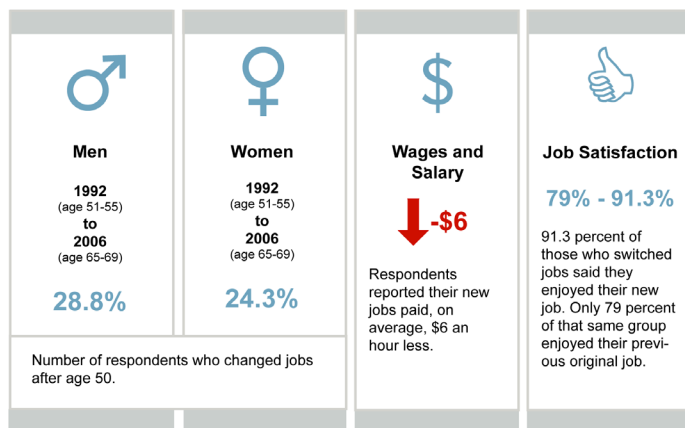 Men
1992
(age 51-55)
to
2006
(age 65-69)
28.8%
Women
1992
(age 51-55)
to
2006
(age 65-69)
24.3%
Number of respondents who changed jobs
after age 50.
$
Wages and
Salary
-$6
Respondents
reported their new
jobs paid, on
average, $6 an
hour less.
Job Satisfaction
79% - 91.3%
91.3 percent of
those who switched
jobs said they
enjoyed their new
job. Only 79 percent
of that same group
enjoyed their previ-
ous original job.